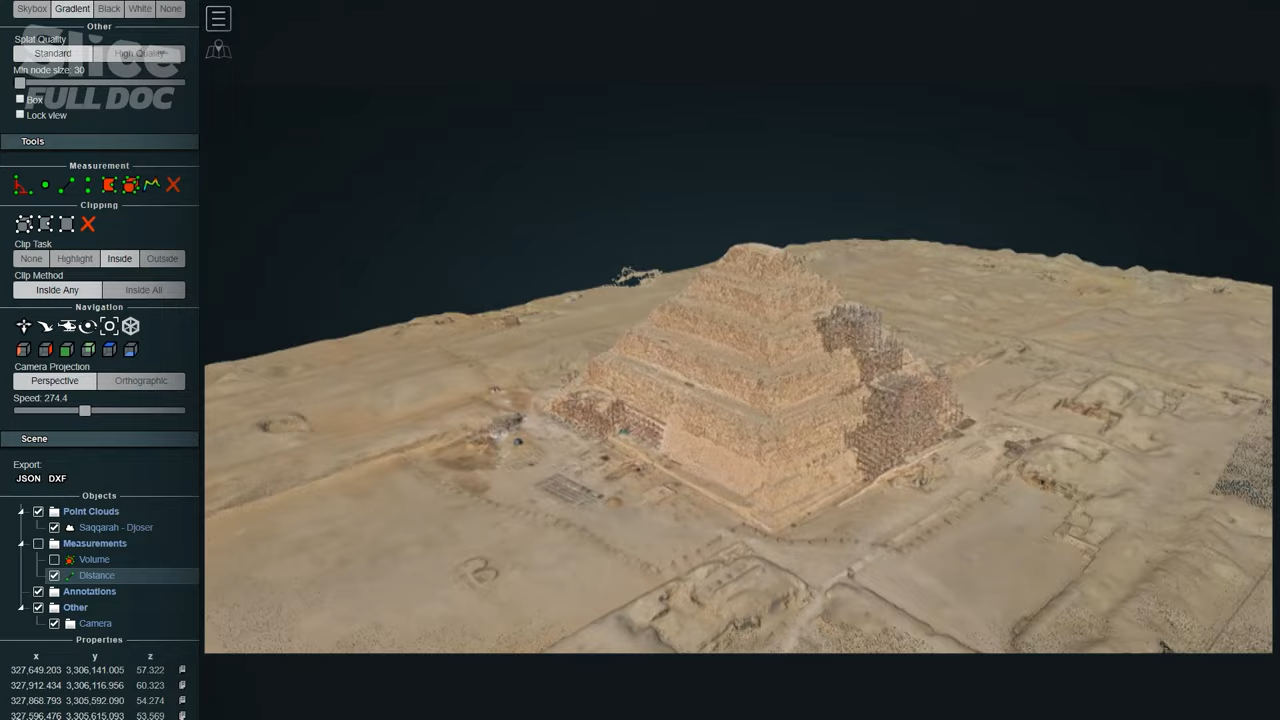 Skybox Gradient Black White None
Other
Splat Quality
Standard High Quality
Min node size: 30
Slice
FULL DOC
Box
Lock view
Tools
Measurement
Clipping
Clip Task
None Highlight Inside Outside
Clip Method
Inside Any Inside All
Navigation
Camera Projection
Perspective Orthographic
Speed: 274.4
Scene
Export:
JSON DXF
Objects
Point Clouds
Saqqarah - Djoser
Measurements
Volume
Distance
Annotations
Other
Camera
Properties
x y z
327,649.203 3,306,141.005 57.322
327,912.434 3,306,116.956 60.323
327,868.793 3,305,592.090 54.274
327,596.476 3,305,615.093 53.569